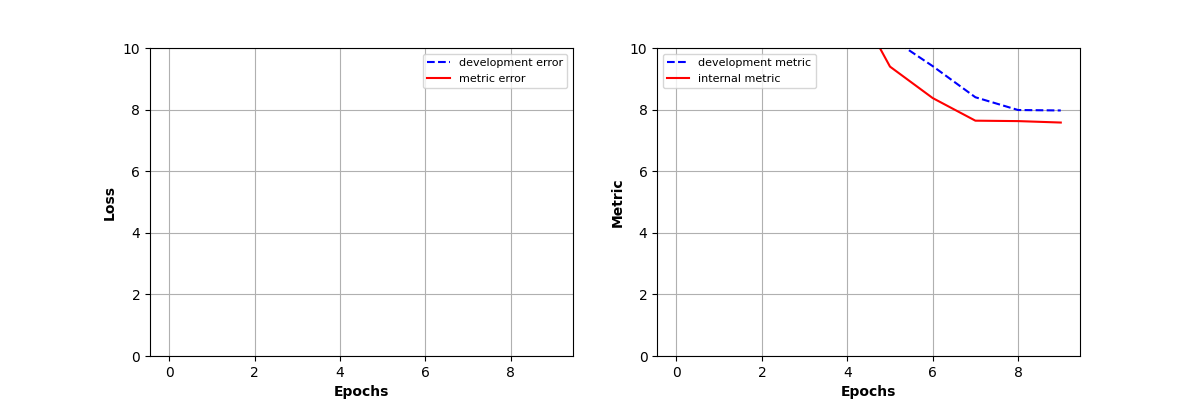 10
8
6
4
2
0
Loss
development error
metric error
0 2 4 6 8
Epochs
10
8
6
4
2
0
Metric
development metric
internal metric
0 2 4 6 8
Epochs